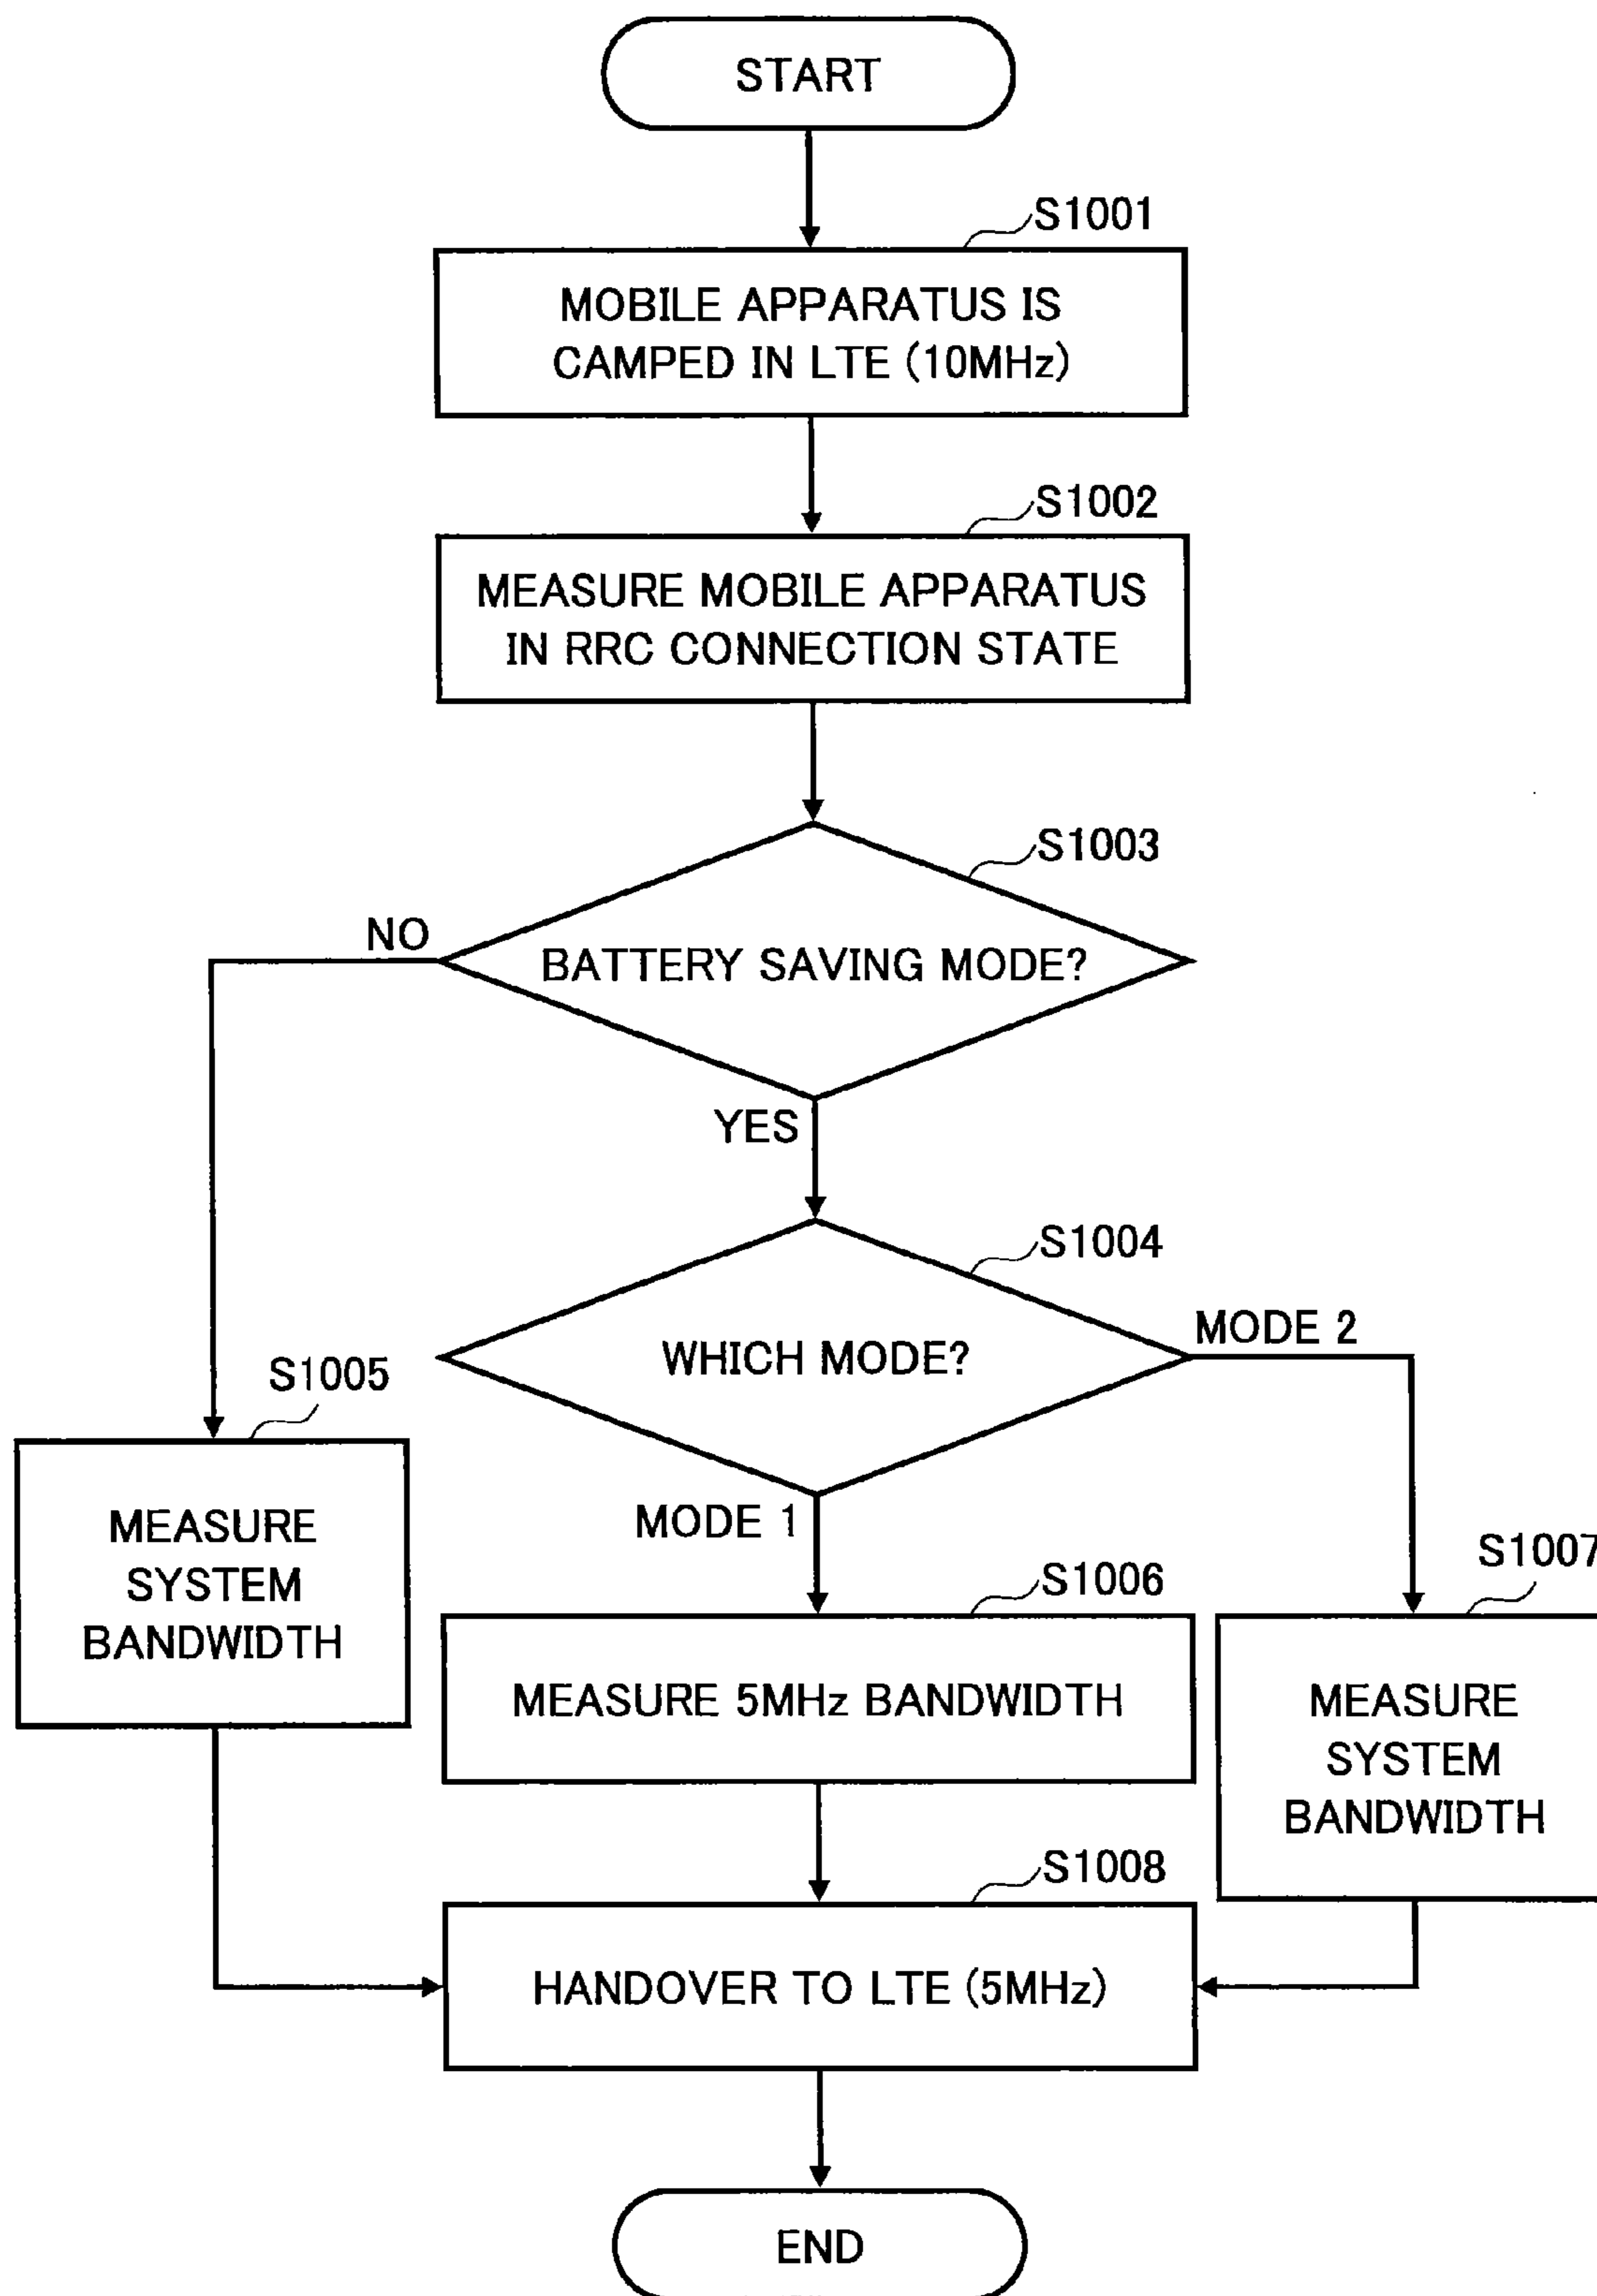 START
S1001
MOBILE APPARATUS IS
CAMPED IN LTE (10MHz)
S1002
MEASURE MOBILE APPARATUS
IN RRC CONNECTION STATE
S1003
NO
BATTERY SAVING MODE?
YES
S1004
MODE 2
WHICH MODE?
S1005
MODE 1
MEASURE
SYSTEM
BANDWIDTH
S1006
MEASURE 5MHz BANDWIDTH
S1007
MEASURE
SYSTEM
BANDWIDTH
S1008
HANDOVER TO LTE (5MHz)
END